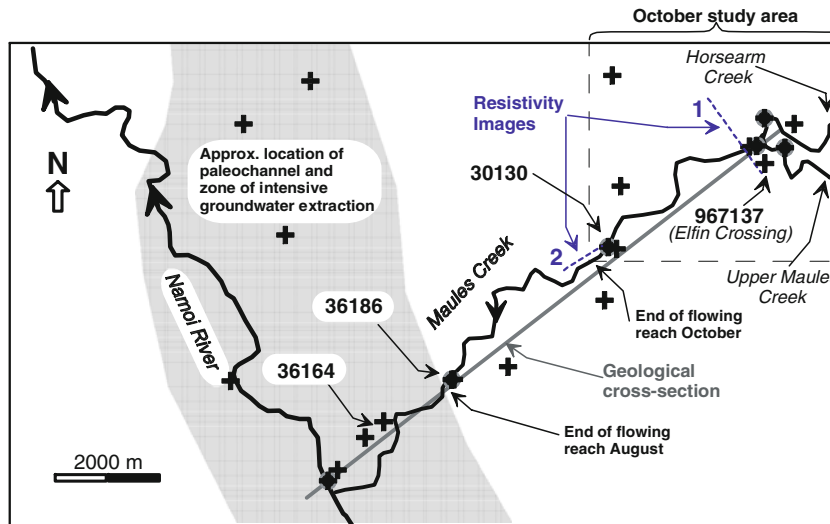 October study area
Horsearm
Creek
Resistivity
Images
1
N
Approx. location of
paleochannel and
zone of intensive
groundwater extraction
30130
967137
(Elfin Crossing)
2
Upper Maule
Creek
Maules Creek
End of flowing
reach October
Namoi River
36186
36164
Geological
cross-section
End of flowing
reach August
2000 m